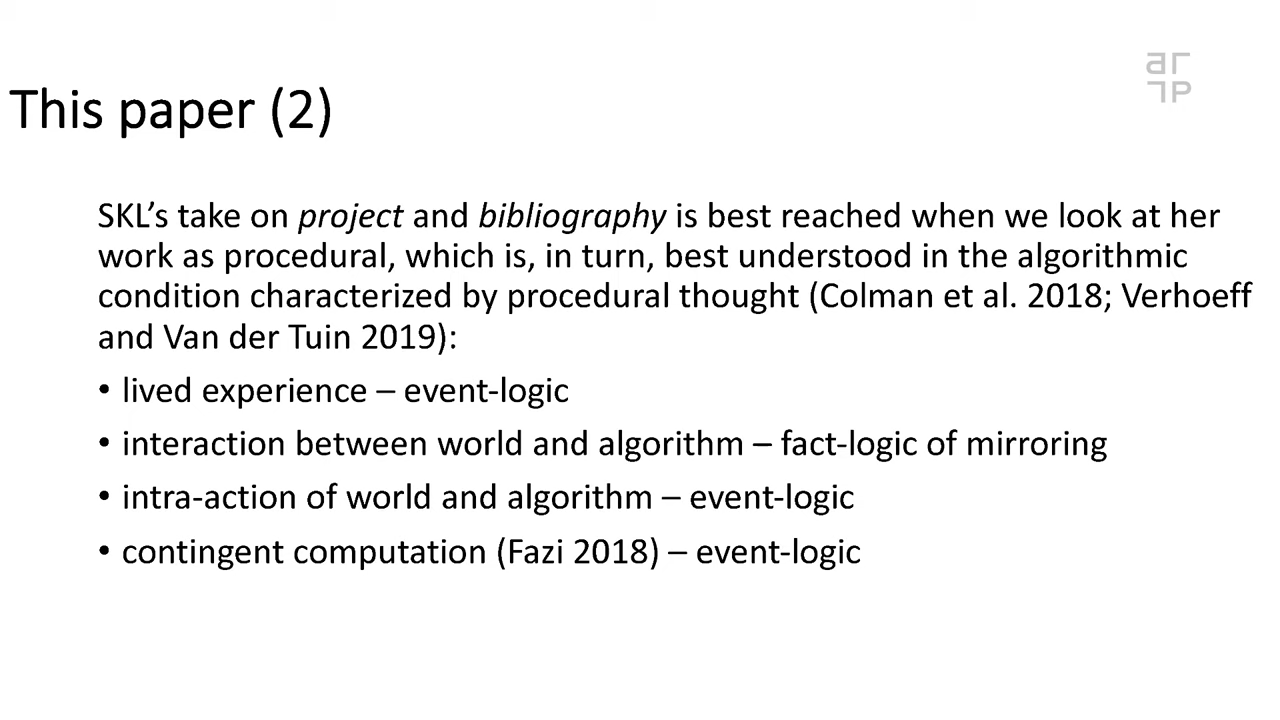 ar
This paper (2)
SKL’s take on project and bibliography is best reached when we look at her
work as procedural, which is, in turn, best understood in the algorithmic
condition characterized by procedural thought (Colman et al. 2018; Verhoeff
and Van der Tuin 2019):
• lived experience – event-logic
• interaction between world and algorithm – fact-logic of mirroring
• intra-action of world and algorithm – event-logic
• contingent computation (Fazi 2018) – event-logic